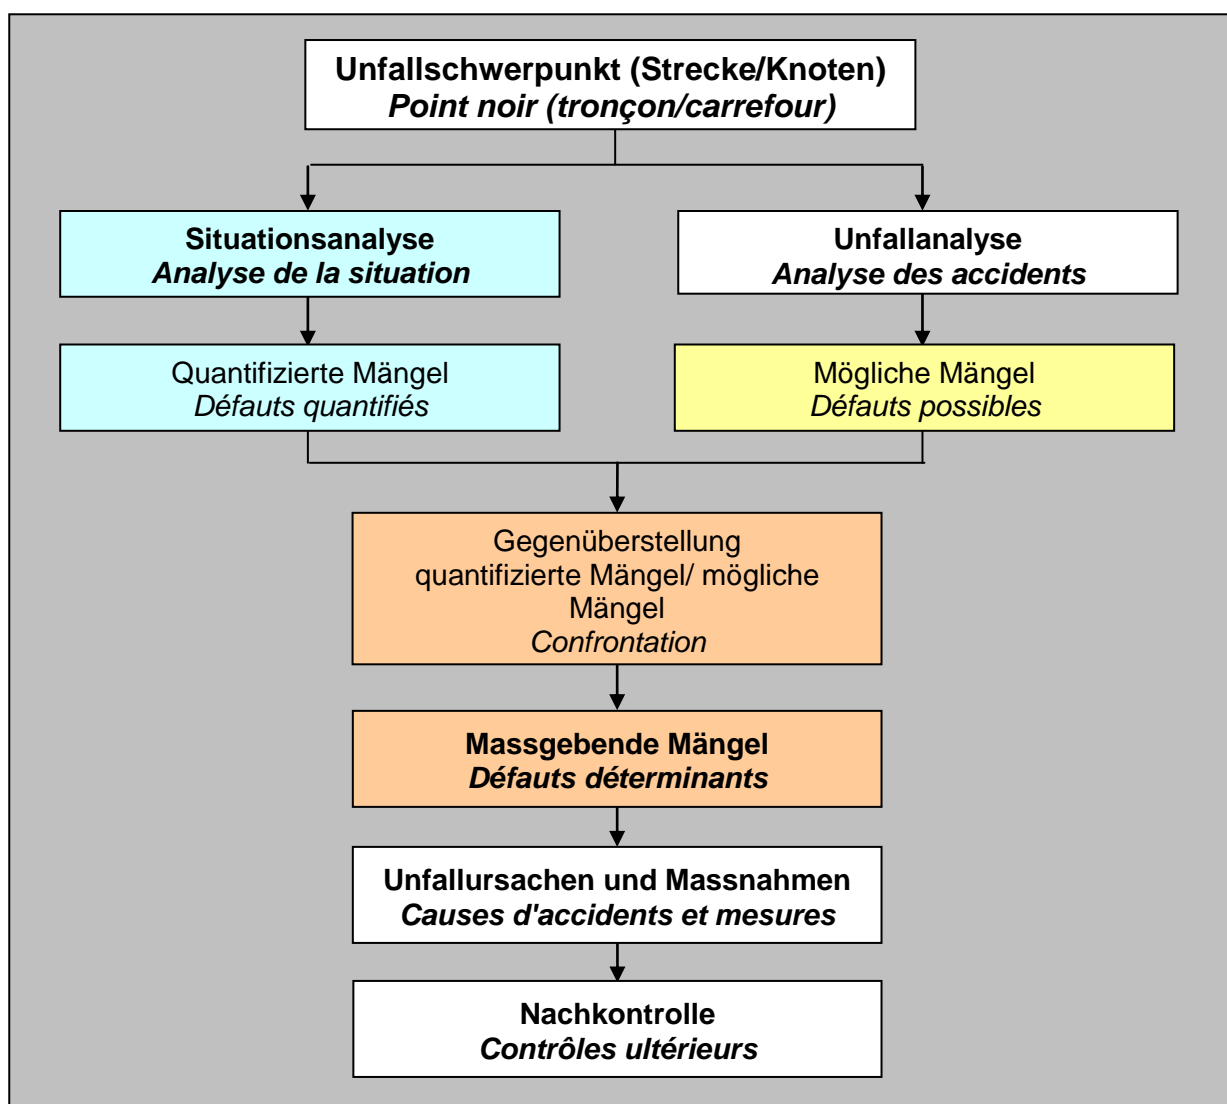 Unfallschwerpunkt (Strecke/Knoten)
Point noir (tronçon/carrefour)
Situationsanalyse
Analyse de la situation
Unfallanalyse
Analyse des accidents
Quantifizierte Mängel
Défauts quantifiés
Mögliche Mängel
Défauts possibles
Gegenüberstellung
quantifizierte Mängel/ mögliche
Mängel
Confrontation
Massgebende Mängel
Défauts déterminants
Unfallursachen und Massnahmen
Causes d'accidents et mesures
Nachkontrolle
Contrôles ultérieurs